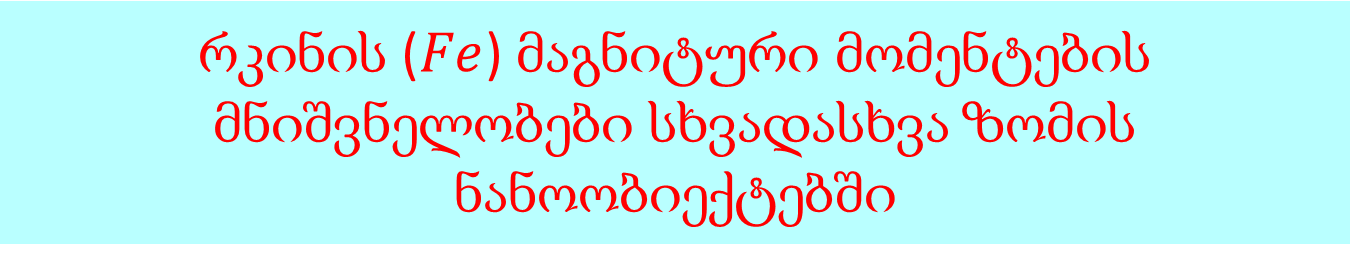 რკინის (Fe) მაგნიტური მომენტების
მნიშვნელობები სხვადასხვა ზომის
ნანოობიექტებში